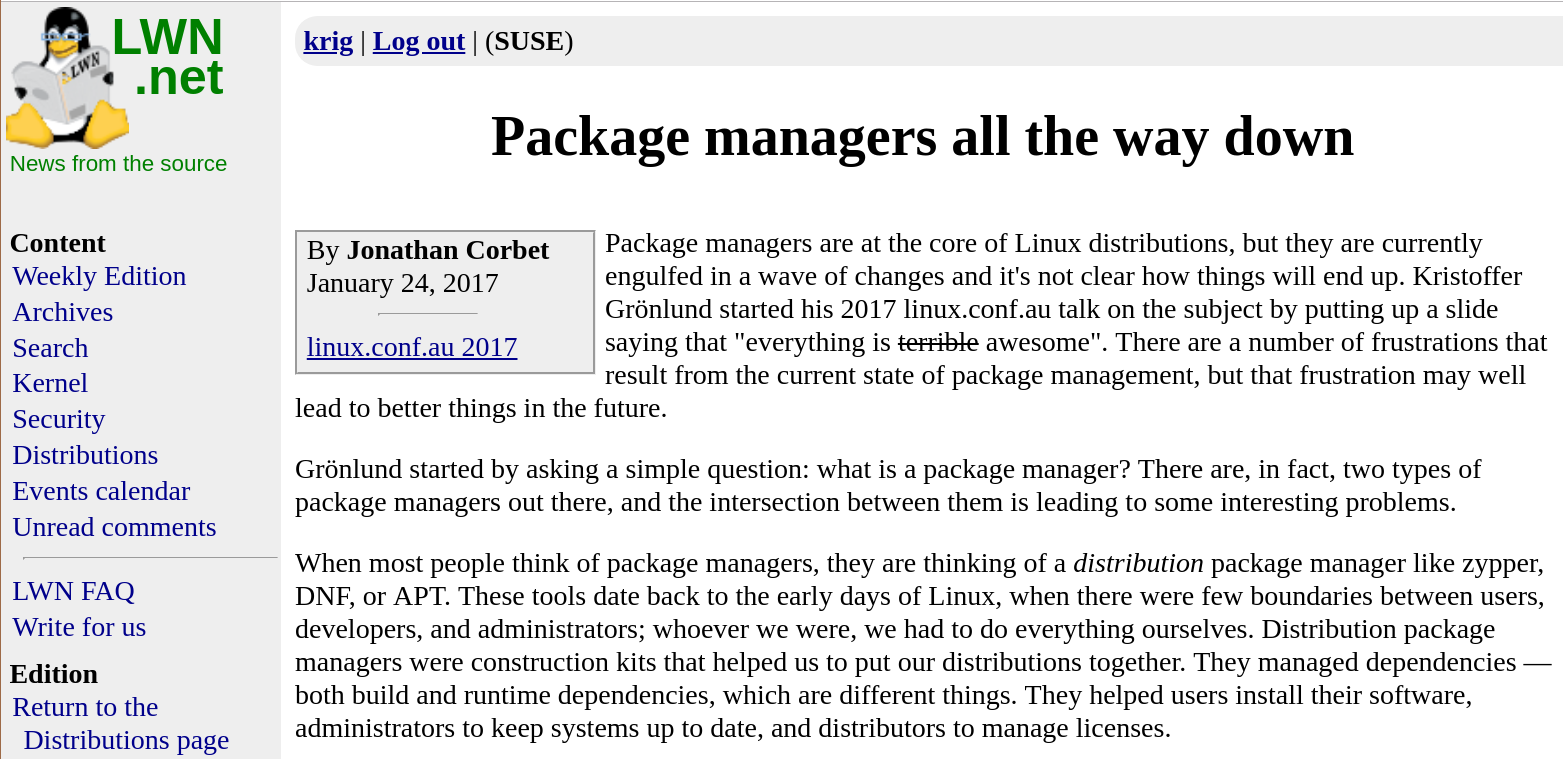 LWN
.net
News from the source
Content
Weekly Edition
Archives
Search
Kernel
Security
Distributions
Events calendar
Unread comments
LWN FAQ
Write for us
Edition
Return to the
Distributions page
krig | Log out | (SUSE)
Package managers all the way down
By Jonathan Corbet
January 24, 2017
linux.conf.au 2017
Package managers are at the core of Linux distributions, but they are currently
engulfed in a wave of changes and it's not clear how things will end up. Kristoffer
Grönlund started his 2017 linux.conf.au talk on the subject by putting up a slide
saying that "everything is terrible awesome". There are a number of frustrations that
result from the current state of package management, but that frustration may well
lead to better things in the future.
Grönlund started by asking a simple question: what is a package manager? There are, in fact, two types of
package managers out there, and the intersection between them is leading to some interesting problems.
When most people think of package managers, they are thinking of a distribution package manager like zypper,
DNF, or APT. These tools date back to the early days of Linux, when there were few boundaries between users,
developers, and administrators; whoever we were, we had to do everything ourselves. Distribution package
managers were construction kits that helped us to put our distributions together. They managed dependencies —
both build and runtime dependencies, which are different things. They helped users install their software,
administrators to keep systems up to date, and distributors to manage licenses.